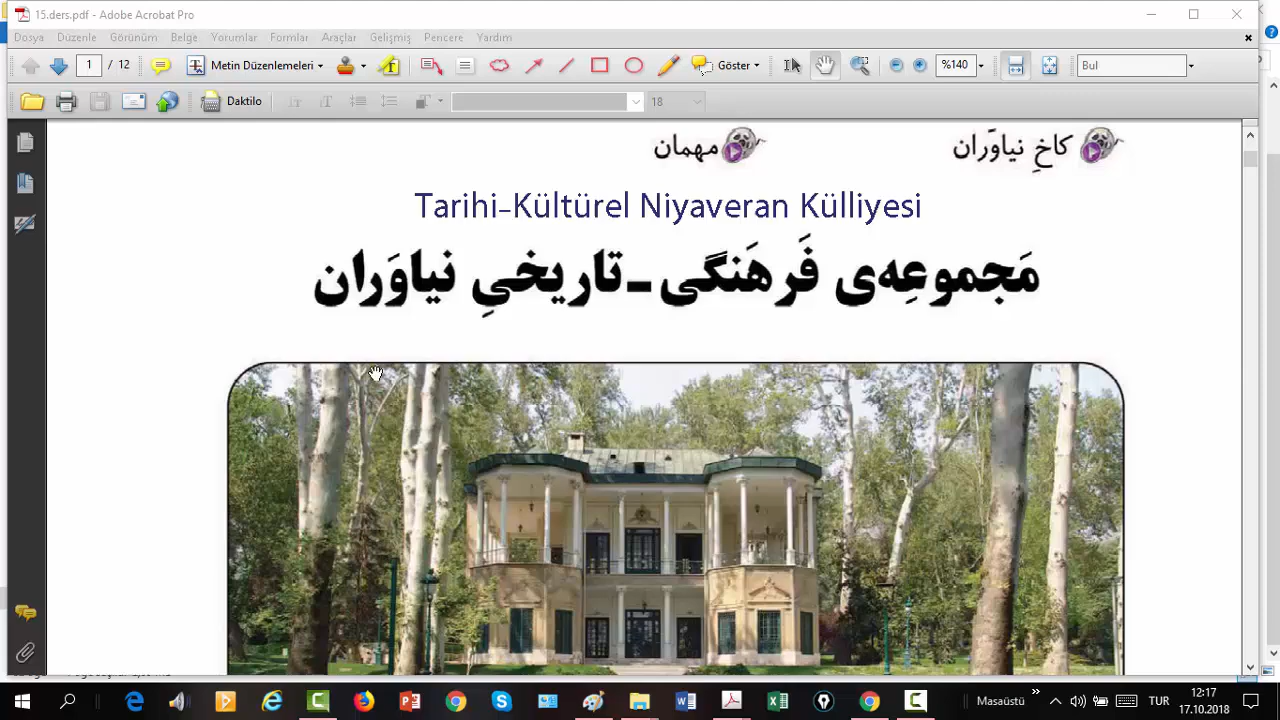 15.ders.pdf - Adobe Acrobat Pro
Dosya Düzenle Görünüm Belge Yorumlar Formlar Araçlar Gelişmiş Pencere Yardım
1 / 12 Metin Düzenlemeleri Göster %140 Bul
Daktilo 18
کاخِ نیاوَران مهمان
Tarihi-Kültürel Niyaveran Külliyesi
مَجموعِه‌ی فَرهَنگی ـ تاریخیِ نیاوَران
Masaüstü TUR 12:17
17.10.2018